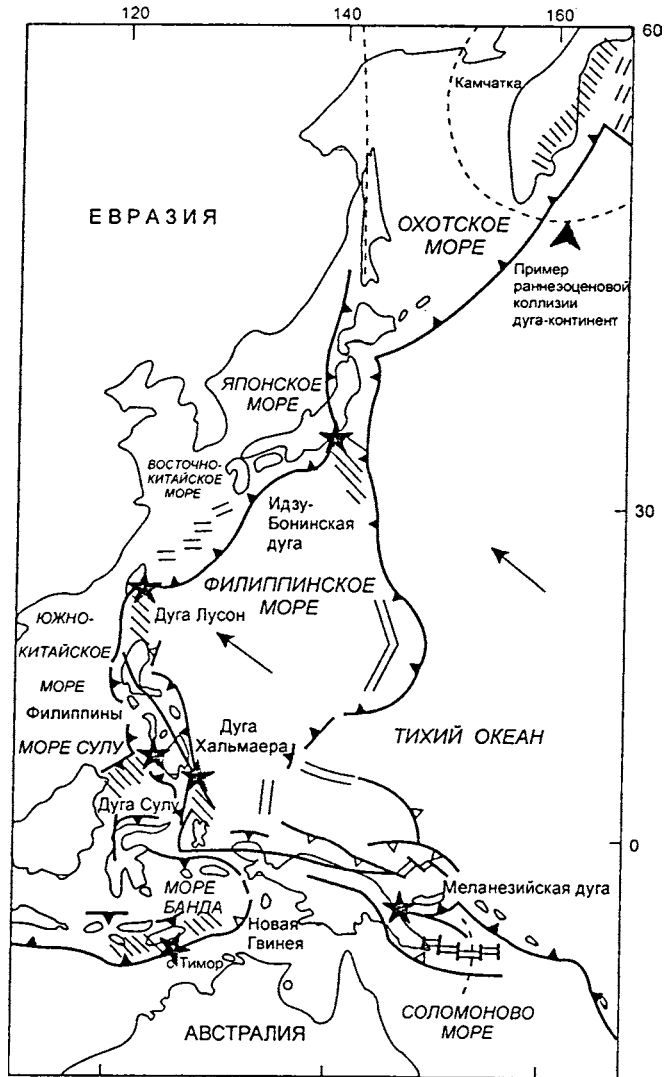 120
140
160
60
Камчатка
ЕВРАЗИЯ
ОХОТСКОЕ
МОРЕ
Пример
раннеэоценовой
коллизии
дуга-континент
ЯПОНСКОЕ
МОРЕ
ВОСТОЧНО-
КИТАЙСКОЕ
МОРЕ
Идзу-
Бонинская
дуга
30
ФИЛИППИНСКОЕ
МОРЕ
Дуга Лусон
ЮЖНО-
КИТАЙСКОЕ
МОРЕ
Филиппины
МОРЕ СУЛУ
Дуга
Хальмаера
ТИХИЙ ОКЕАН
Дуга Сулу
0
МОРЕ
БАНДА
Меланезийская дуга
Новая
Гвинея
о. Тимор
СОЛОМОНОВО
МОРЕ
АВСТРАЛИЯ